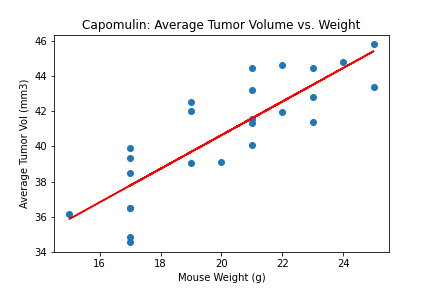 Capomulin: Average Tumor Volume vs. Weight
46
44
42
40
38
36
34
Average Tumor Vol (mm3)
16 18 20 22 24
Mouse Weight (g)